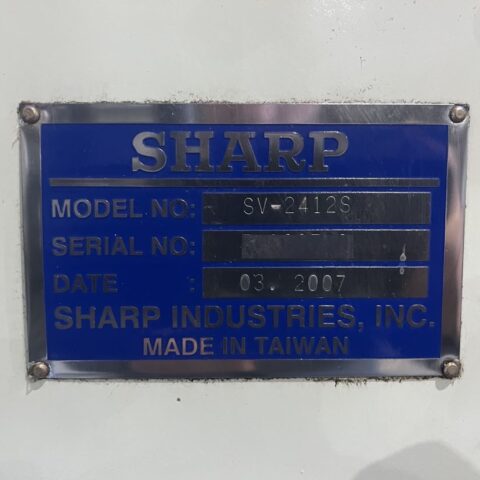 SHARP
MODEL NO: SV-2412S
SERIAL NO:
DATE : 03. 2007
SHARP INDUSTRIES, INC.
MADE IN TAIWAN